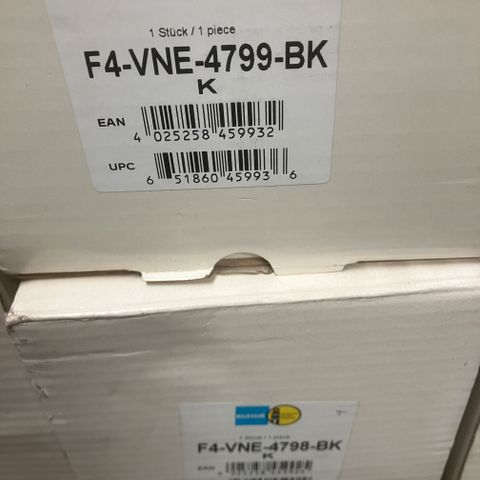 1 Stück / 1 piece
F4-VNE-4799-BK
K
EAN
4 025258 459932
UPC
6 51860 45993 6
BILSTEIN
1 Stück / 1 piece
F4-VNE-4798-BK
K
EAN